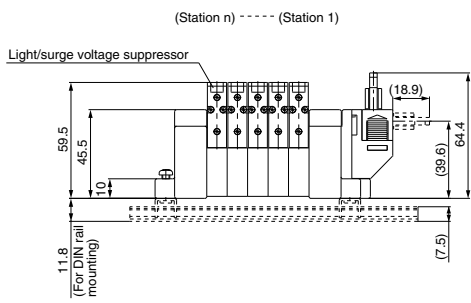 (Station n) ----- (Station 1)
Light/surge voltage suppressor
(18.9)
59.5
45.5
10
(39.6)
64.4
11.8
(For DIN rail
mounting)
(7.5)